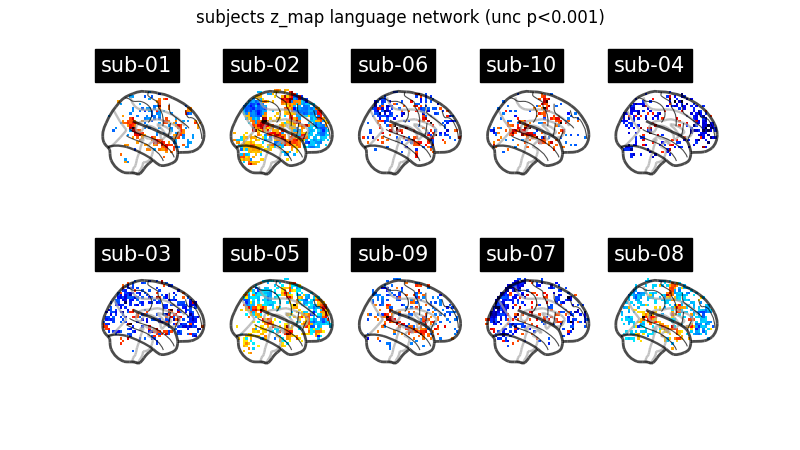 subjects z_map language network (unc p<0.001)
sub-01 sub-02 sub-06 sub-10 sub-04
sub-03 sub-05 sub-09 sub-07 sub-08